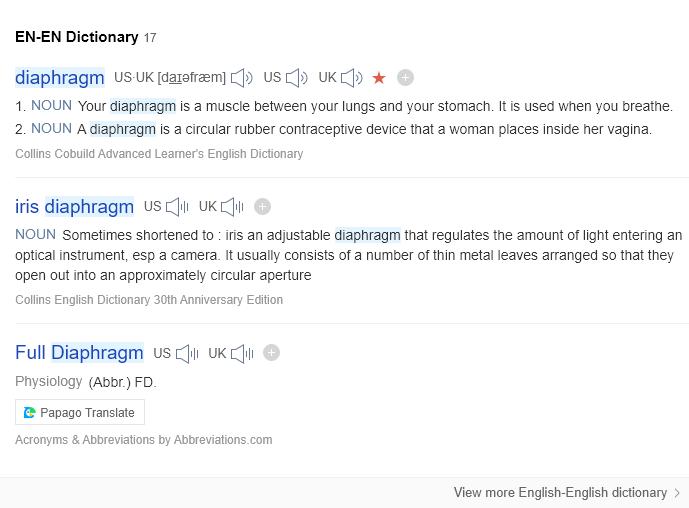 EN-EN Dictionary 17
diaphragm US·UK [daɪəfræm] US UK
1. NOUN Your diaphragm is a muscle between your lungs and your stomach. It is used when you breathe.
2. NOUN A diaphragm is a circular rubber contraceptive device that a woman places inside her vagina.
Collins Cobuild Advanced Learner's English Dictionary
iris diaphragm US UK
NOUN Sometimes shortened to : iris an adjustable diaphragm that regulates the amount of light entering an
optical instrument, esp a camera. It usually consists of a number of thin metal leaves arranged so that they
open out into an approximately circular aperture
Collins English Dictionary 30th Anniversary Edition
Full Diaphragm US UK
Physiology (Abbr.) FD.
Papago Translate
Acronyms & Abbreviations by Abbreviations.com
View more English-English dictionary